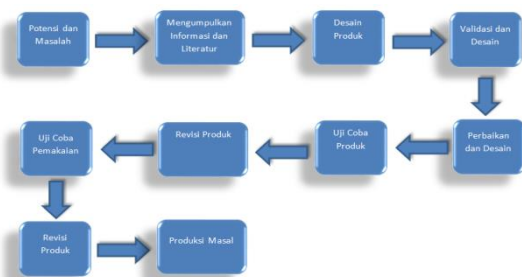 Potensi dan
Masalah
Mengumpulkan
Informasi dan
Literatur
Desain
Produk
Validasi dan
Desain
Perbaikan
dan Desain
Uji Coba
Produk
Revisi Produk
Uji Coba
Pemakaian
Revisi
Produk
Produksi Masal